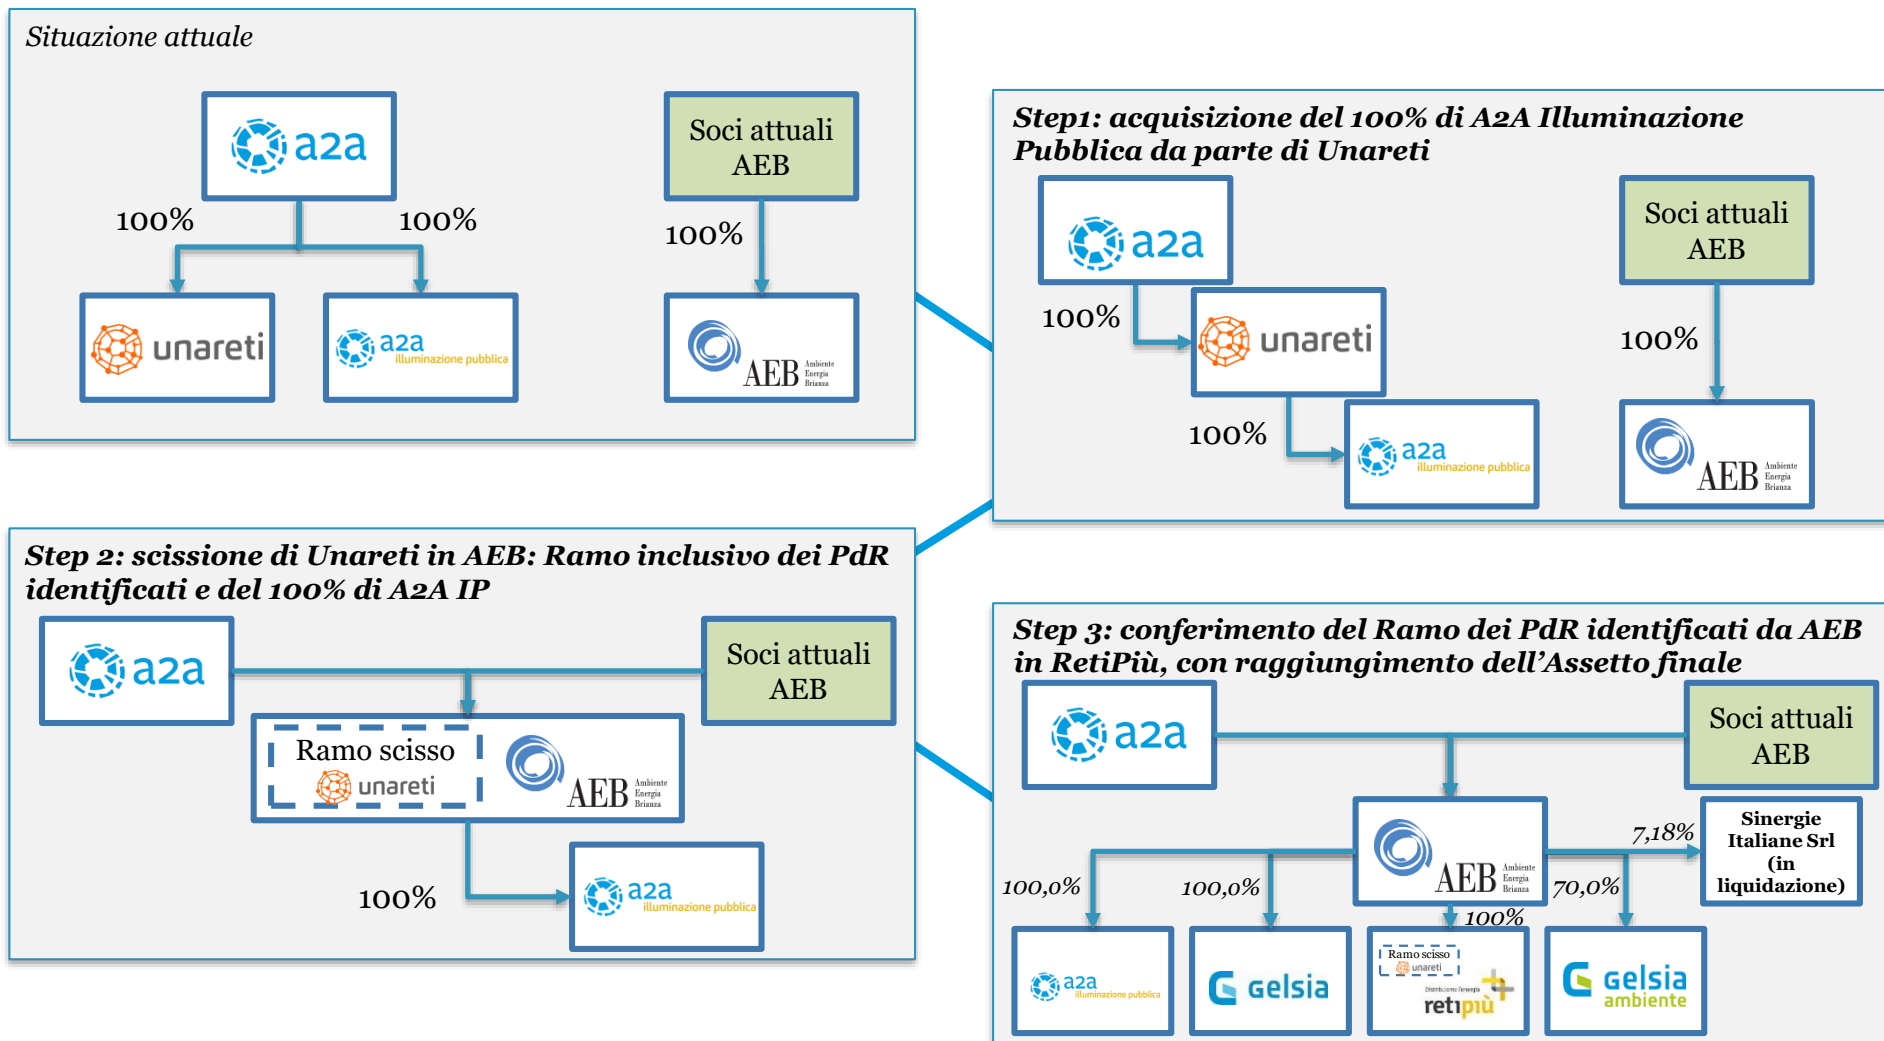 Situazione attuale
a2a
Soci attuali
AEB
100%
100%
100%
unareti
a2a
illuminazione pubblica
AEB
Ambiente
Energia
Brianza
Step1: acquisizione del 100% di A2A Illuminazione
Pubblica da parte di Unareti
a2a
Soci attuali
AEB
100%
unareti
100%
100%
a2a
illuminazione pubblica
AEB
Ambiente
Energia
Brianza
Step 2: scissione di Unareti in AEB: Ramo inclusivo dei PdR
identificati e del 100% di A2A IP
a2a
Soci attuali
AEB
Ramo scisso
unareti
AEB
Ambiente
Energia
Brianza
100%
a2a
illuminazione pubblica
Step 3: conferimento del Ramo dei PdR identificati da AEB
in RetiPiù, con raggiungimento dell'Assetto finale
a2a
Soci attuali
AEB
AEB
Ambiente
Energia
Brianza
7,18%
Sinergie
Italiane Srl
(in
liquidazione)
100,0%
100,0%
100%
70,0%
a2a
illuminazione pubblica
Gelsia
Ramo scisso
unareti
Distribuiamo l'energia
retipiù
Gelsia
ambiente